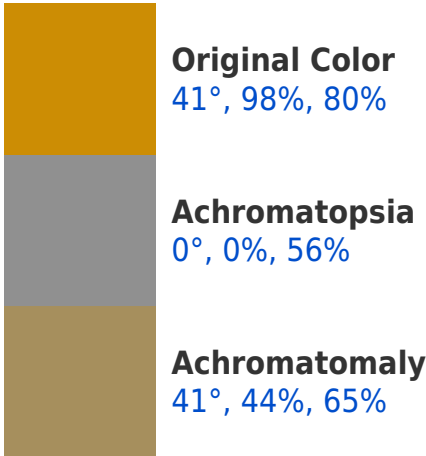 Original Color
41°, 98%, 80%
Achromatopsia
0°, 0%, 56%
Achromatomaly
41°, 44%, 65%